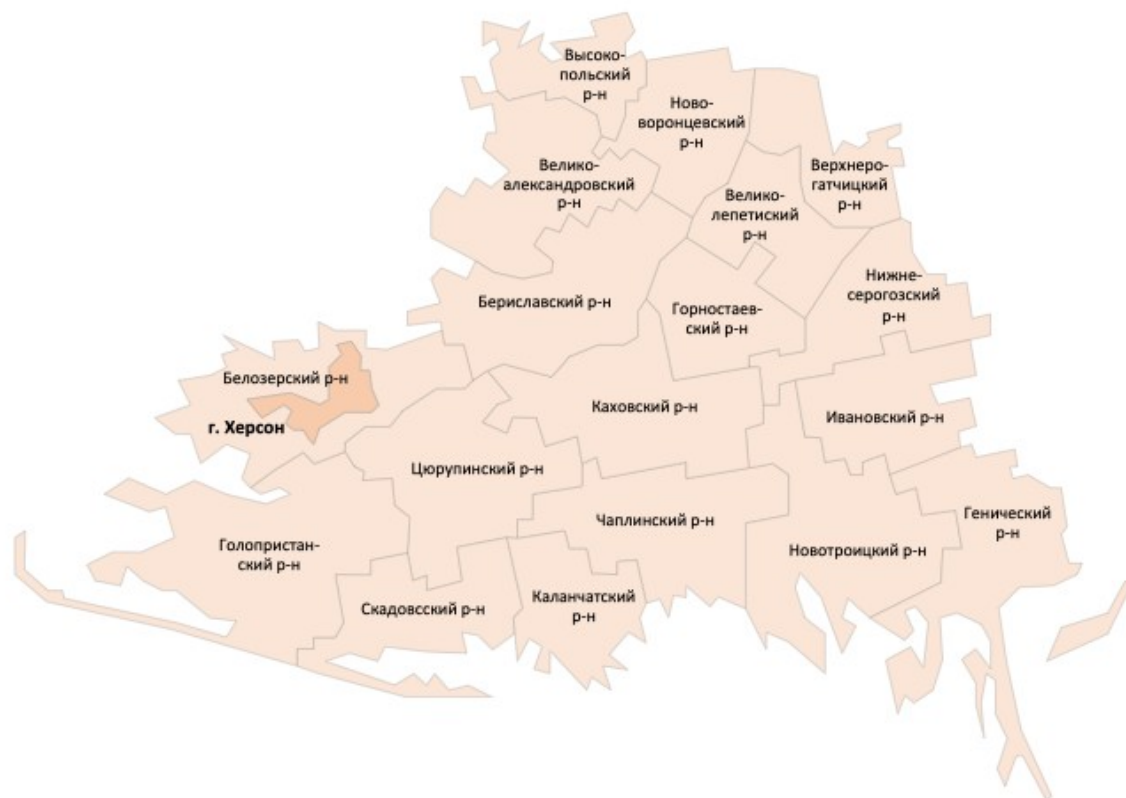 Высоко-
польский
р-н
Ново-
воронцевский
р-н
Велико-
александровский
р-н
Верхнеро-
гатчицкий
р-н
Велико-
лепетиский
р-н
Нижне-
серогозский
р-н
Бериславский р-н
Горностаев-
ский р-н
Белозерский р-н
г. Херсон
Каховский р-н
Ивановский р-н
Цюрупинский р-н
Чаплинский р-н
Генический
р-н
Голопристан-
ский р-н
Новотроицкий р-н
Скадовсский р-н
Каланчатский
р-н